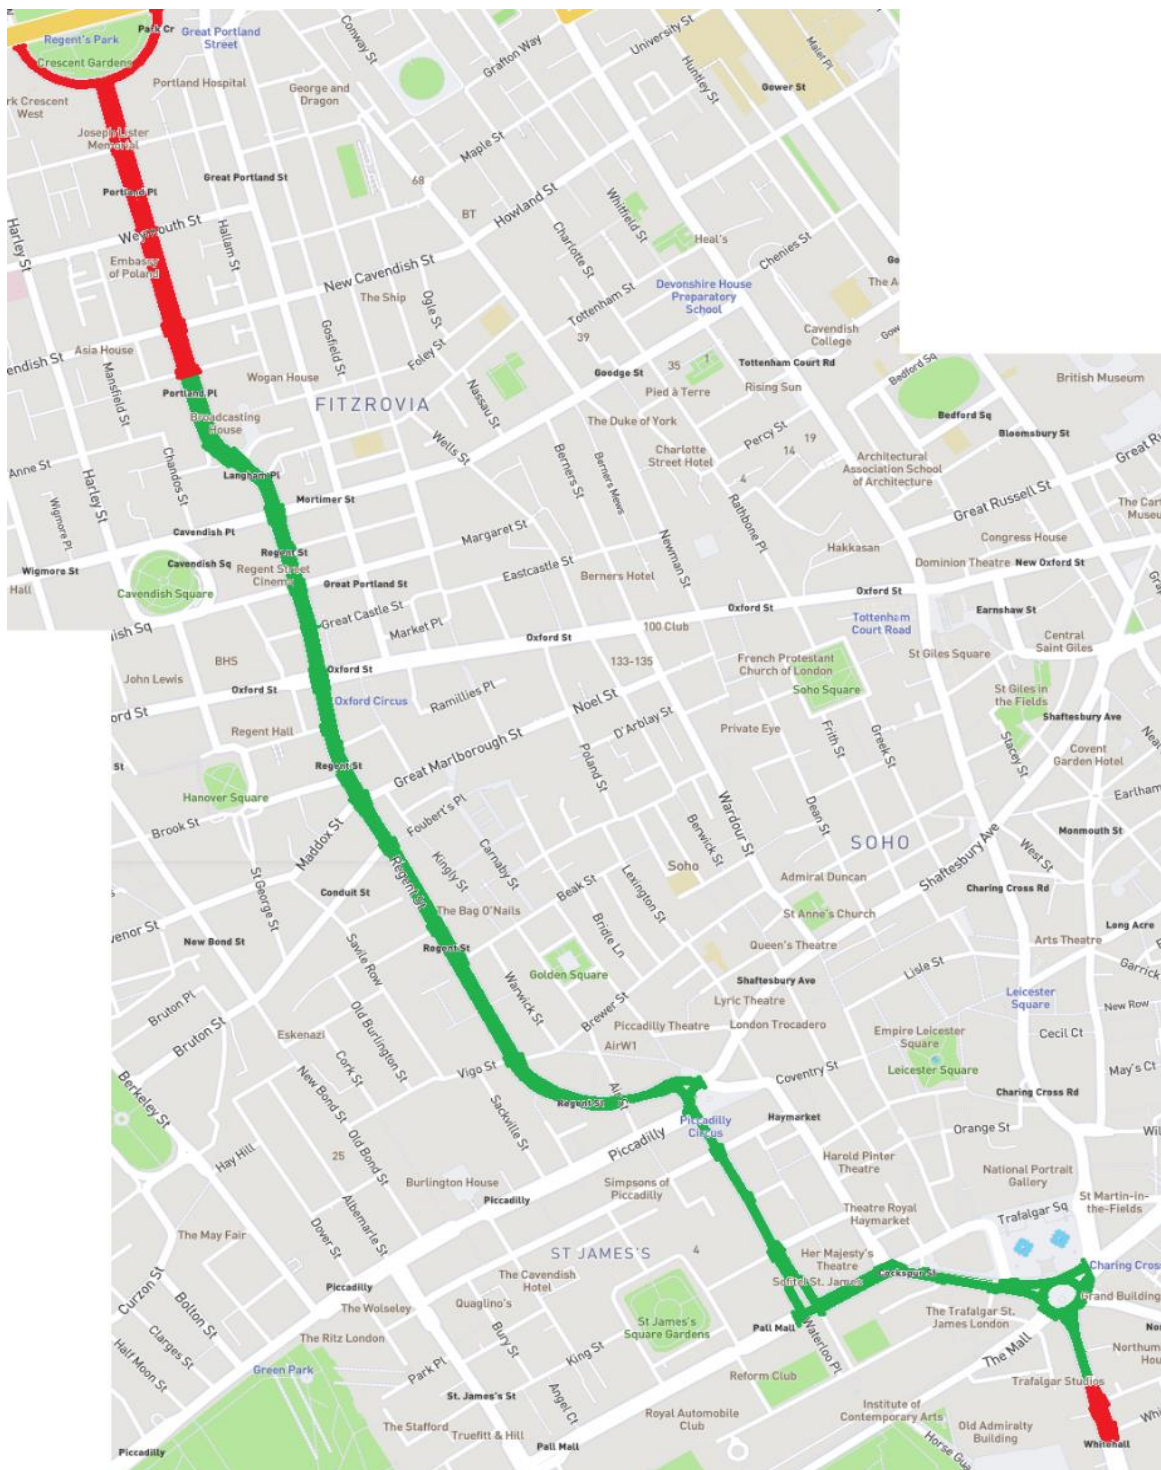 Park Cr
Great Portland
Street
Regent's Park
Crescent Gardens
Conway St
Grafton Way
University St
Huntley St
Malet Pl
Gower St
Portland Hospital
George and
Dragon
rk Crescent
West
Joseph Lister
Memorial
Maple St
Great Portland St
Portland Pl
68
BT
Howland St
Whitfield St
Weymouth St
Hallam St
Harley St
Heal's
Charlotte St
Chenies St
Embassy
of Poland
New Cavendish St
The Ship
Ogle St
Tottenham St
Devonshire House
Preparatory
School
Go
The A
Cavendish
College
Gow
39
Gosfield St
Foley St
endish St
Asia House
Mansfield St
Wogan House
Goodge St
35
1
Tottenham Court Rd
Bedford Sq
British Museum
Portland Pl
FITZROVIA
Nassau St
Pied à Terre
Rising Sun
Broadcasting
House
The Duke of York
Percy St
19
14
Bedford Sq
Bloomsbury St
Great Ru
Wells St
Charlotte
Street Hotel
Architectural
Association School
of Architecture
Anne St
Harley St
Chandos St
Langham Pl
Berners St
Berners Mews
4
Great Russell St
Mortimer St
Rathbone Pl
The Cart
Museu
Wigmore Pl
Cavendish Pl
Margaret St
Newman St
Hakkasan
Congress House
Regent St
Wigmore St
Cavendish Sq
Regent Street
Cinema
Great Portland St
Eastcastle St
Berners Hotel
Dominion Theatre
New Oxford St
Hall
Cavendish Square
Oxford St
Great Castle St
Oxford St
Tottenham
Court Road
Earnshaw St
ish Sq
Market Pl
Oxford St
100 Club
Central
Saint Giles
BHS
133-135
French Protestant
Church of London
St Giles Square
John Lewis
Oxford St
Oxford St
Soho Square
St Giles in
the Fields
Oxford Circus
Ramillies Pl
Noel St
ord St
Regent Hall
D'Arblay St
Private Eye
Frith St
Greek St
Shaftesbury Ave
Stacey St
St
Regent St
Great Marlborough St
Poland St
Covent
Garden Hotel
Hanover Square
Foubert's Pl
Wardour St
Dean St
Earlham
Brook St
Maddox St
Berwick St
SOHO
Monmouth St
Kingly St
Carnaby St
Shaftesbury Ave
West St
St George St
Regent St
Conduit St
Beak St
Lexington St
Soho
Admiral Duncan
Charing Cross Rd
The Bag O'Nails
St Anne's Church
venor St
New Bond St
Savile Row
Regent St
Bridle Ln
Queen's Theatre
Long Acre
Arts Theatre
Golden Square
Shaftesbury Ave
Lisle St
Garrick
Bruton Pl
Warwick St
Brewer St
Lyric Theatre
Leicester
Square
New Row
Bruton St
Old Burlington St
Eskenazi
Piccadilly Theatre
London Trocadero
Empire Leicester
Square
Cecil Ct
Cork St
AirW1
Berkeley St
Vigo St
Coventry St
Leicester Square
May's Ct
New Bond St
Sackville St
Regent St
Air St
Charing Cross Rd
Piccadilly
Circus
Haymarket
Orange St
Wil
Hay Hill
Old Bond St
25
Piccadilly
Harold Pinter
Theatre
National Portrait
Gallery
Burlington House
Simpsons of
Piccadilly
Albemarle St
Piccadilly
St Martin-in-
the-Fields
Theatre Royal
Haymarket
Trafalgar Sq
The May Fair
Dover St
ST JAMES'S
4
Her Majesty's
Theatre
Charing Cross
Curzon St
The Cavendish
Hotel
Sofitel St. James
Cockspur St
Piccadilly
Grand Building
Bolton St
The Wolseley
Quaglino's
St James's
Square Gardens
The Trafalgar St.
James London
Clarges St
The Ritz London
Bury St
Pall Mall
Waterloo Pl
No
Half Moon St
Green Park
Park Pl
King St
The Mall
Northum
Hou
Reform Club
Trafalgar Studios
St. James's St
Angel Ct
Institute of
Contemporary Arts
The Stafford
Truefitt & Hill
Royal Automobile
Club
Old Admiralty
Building
Whi
Piccadilly
Pall Mall
Horse Gua
Whitehall